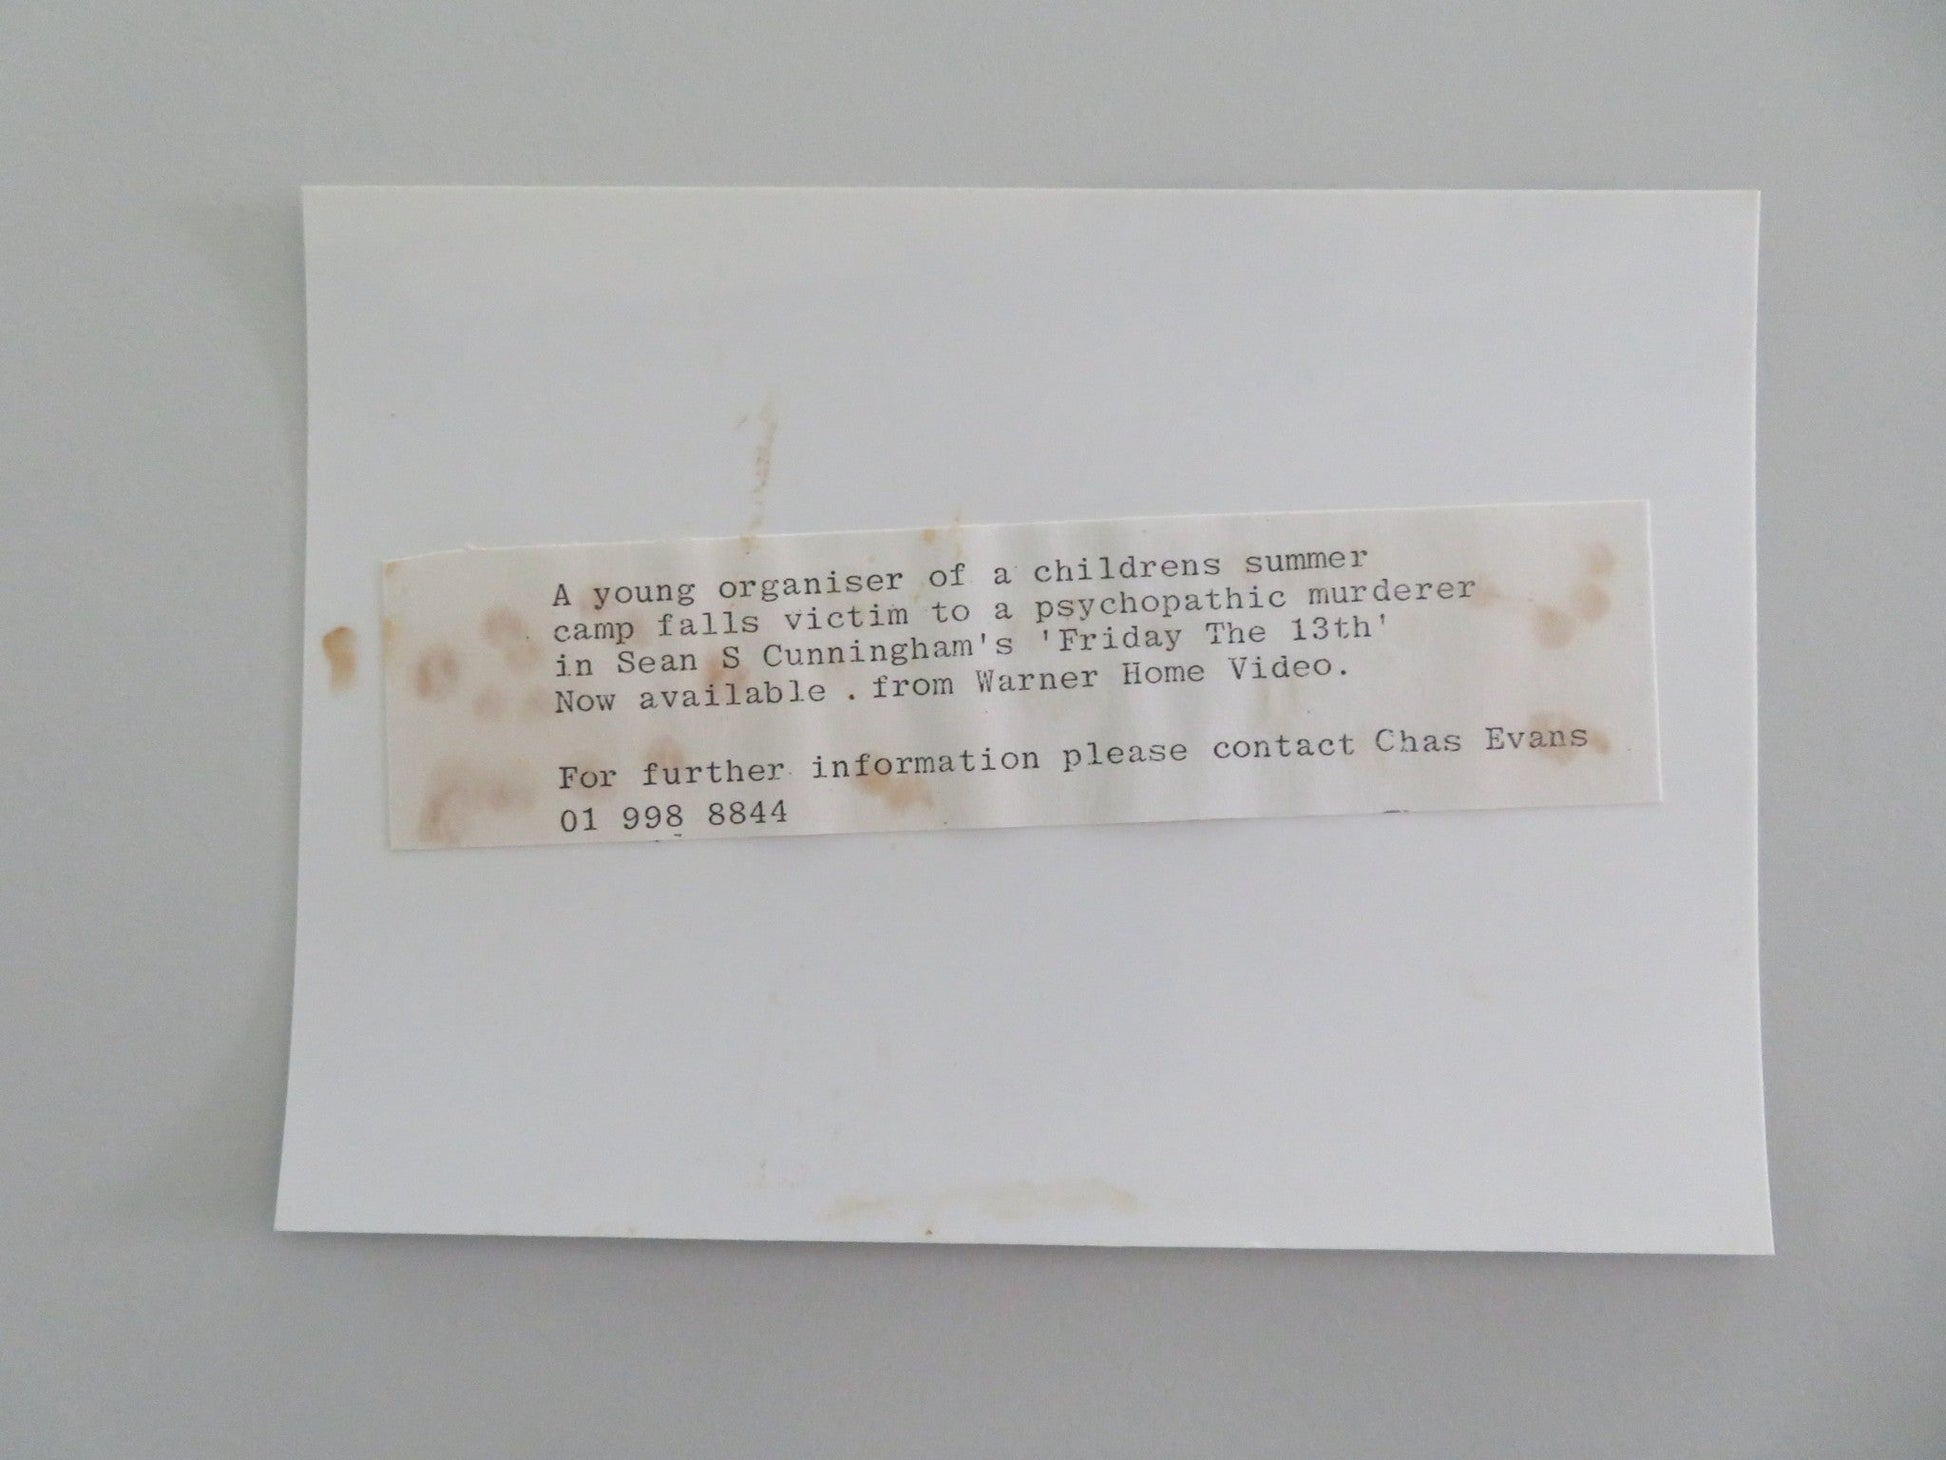 A young organiser of a childrens summer
camp falls victim to a psychopathic murderer
in Sean S Cunningham's 'Friday The 13th'
Now available . from Warner Home Video.
For further information please contact Chas Evans
01 998 8844